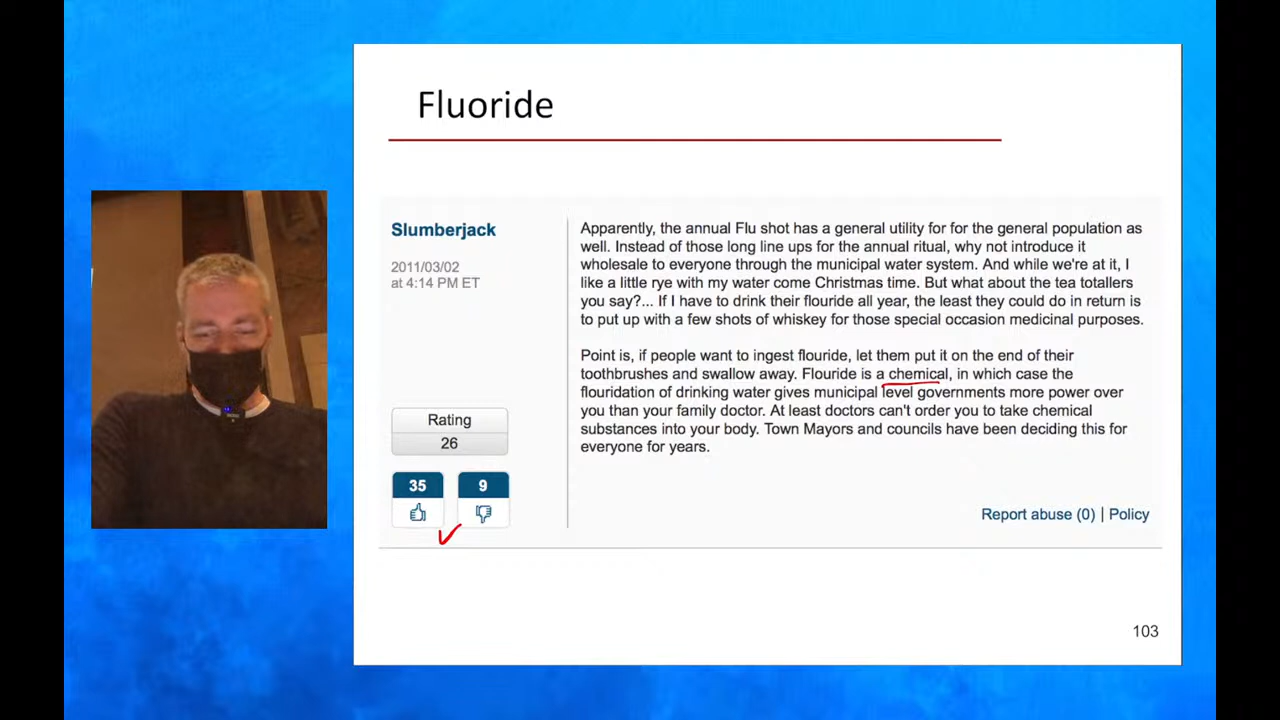 Fluoride
Slumberjack
2011/03/02
at 4:14 PM ET
Rating
26
35
9
Apparently, the annual Flu shot has a general utility for for the general population as
well. Instead of those long line ups for the annual ritual, why not introduce it
wholesale to everyone through the municipal water system. And while we're at it, I
like a little rye with my water come Christmas time. But what about the tea totallers
you say?... If I have to drink their flouride all year, the least they could do in return is
to put up with a few shots of whiskey for those special occasion medicinal purposes.
Point is, if people want to ingest flouride, let them put it on the end of their
toothbrushes and swallow away. Flouride is a chemical, in which case the
flouridation of drinking water gives municipal level governments more power over
you than your family doctor. At least doctors can't order you to take chemical
substances into your body. Town Mayors and councils have been deciding this for
everyone for years.
Report abuse (0) | Policy
103